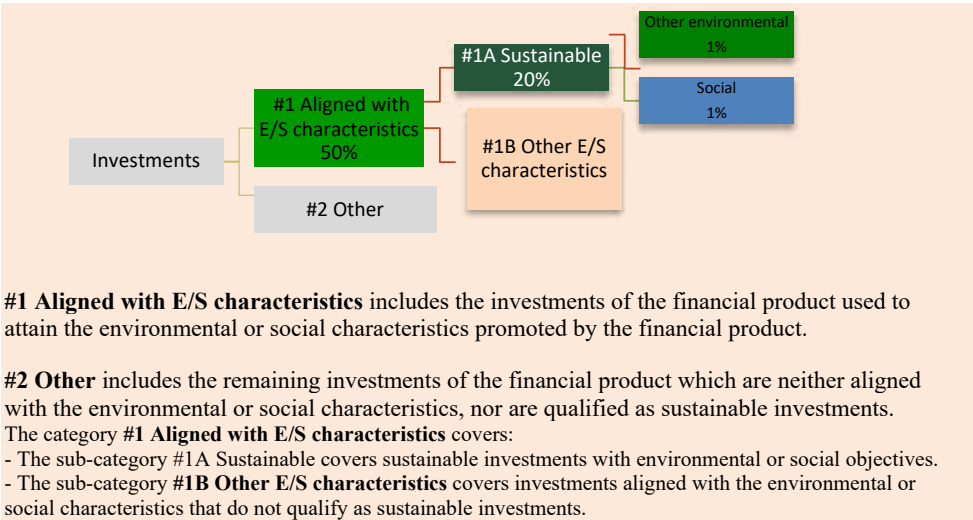 Other environmental
1%
#1A Sustainable
20%
Social
1%
#1 Aligned with
E/S characteristics
50%
#1B Other E/S
characteristics
Investments
#2 Other
#1 Aligned with E/S characteristics includes the investments of the financial product used to
attain the environmental or social characteristics promoted by the financial product.
#2 Other includes the remaining investments of the financial product which are neither aligned
with the environmental or social characteristics, nor are qualified as sustainable investments.
The category #1 Aligned with E/S characteristics covers:
- The sub-category #1A Sustainable covers sustainable investments with environmental or social objectives.
- The sub-category #1B Other E/S characteristics covers investments aligned with the environmental or
social characteristics that do not qualify as sustainable investments.